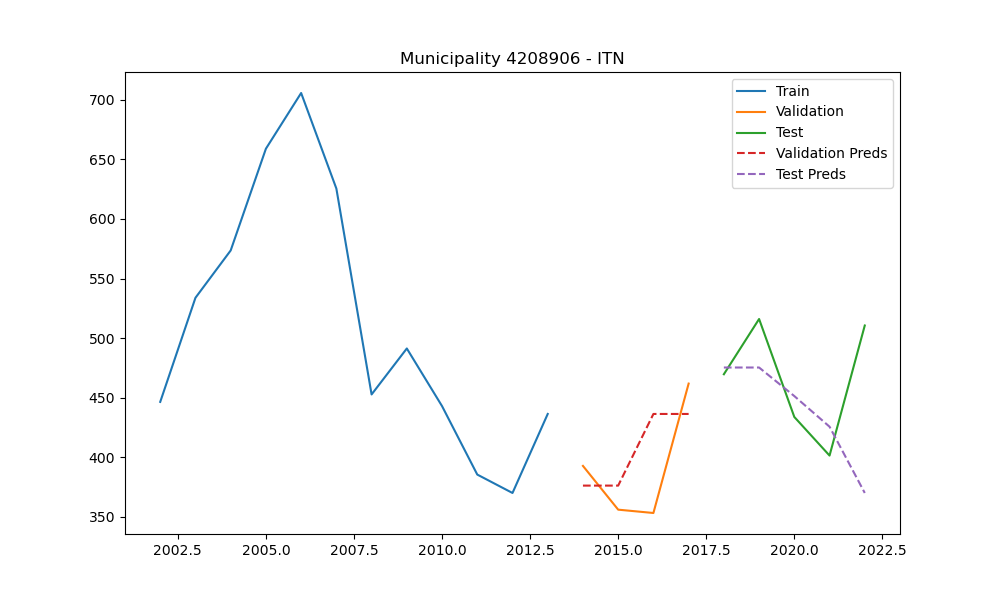 Municipality 4208906 - ITN
700
650
600
550
500
450
400
350
2002.5
2005.0
2007.5
2010.0
2012.5
2015.0
2017.5
2020.0
2022.5
Train
Validation
Test
Validation Preds
Test Preds